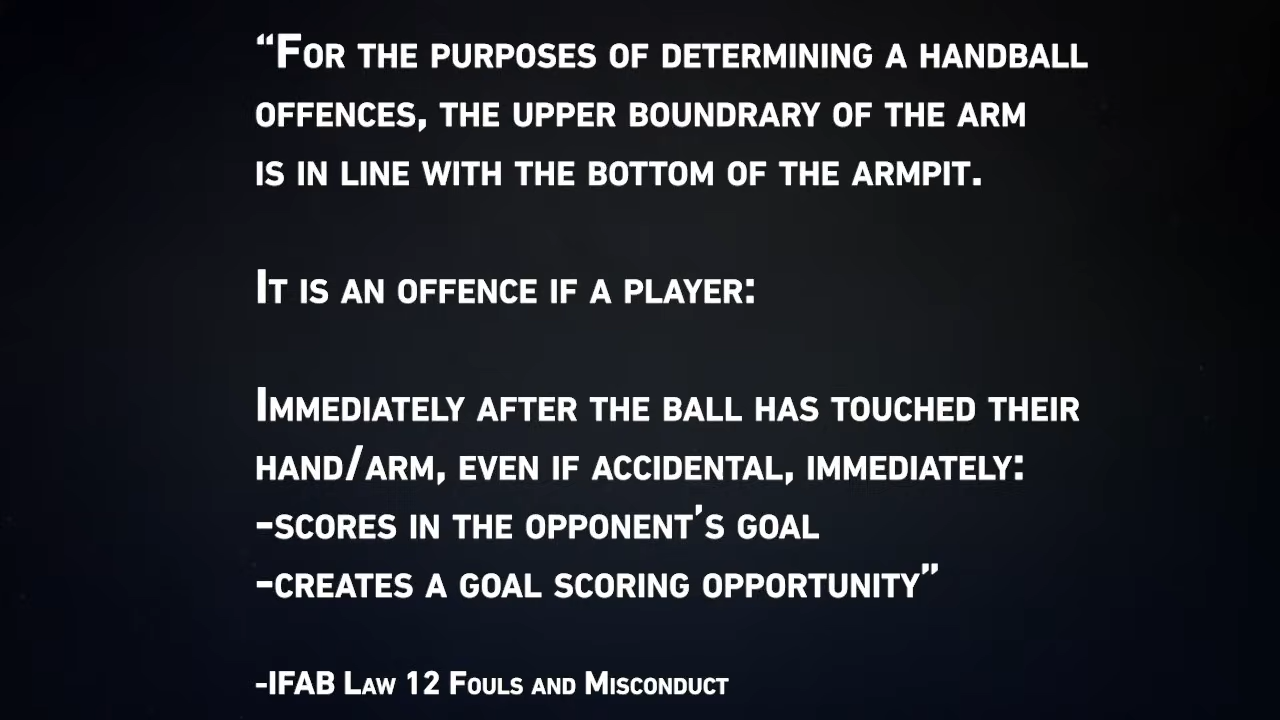 “For the purposes of determining a handball
offences, the upper boundrary of the arm
is in line with the bottom of the armpit.
It is an offence if a player:
Immediately after the ball has touched their
hand/arm, even if accidental, immediately:
-scores in the opponent’s goal
-creates a goal scoring opportunity”
-IFAB Law 12 Fouls and Misconduct